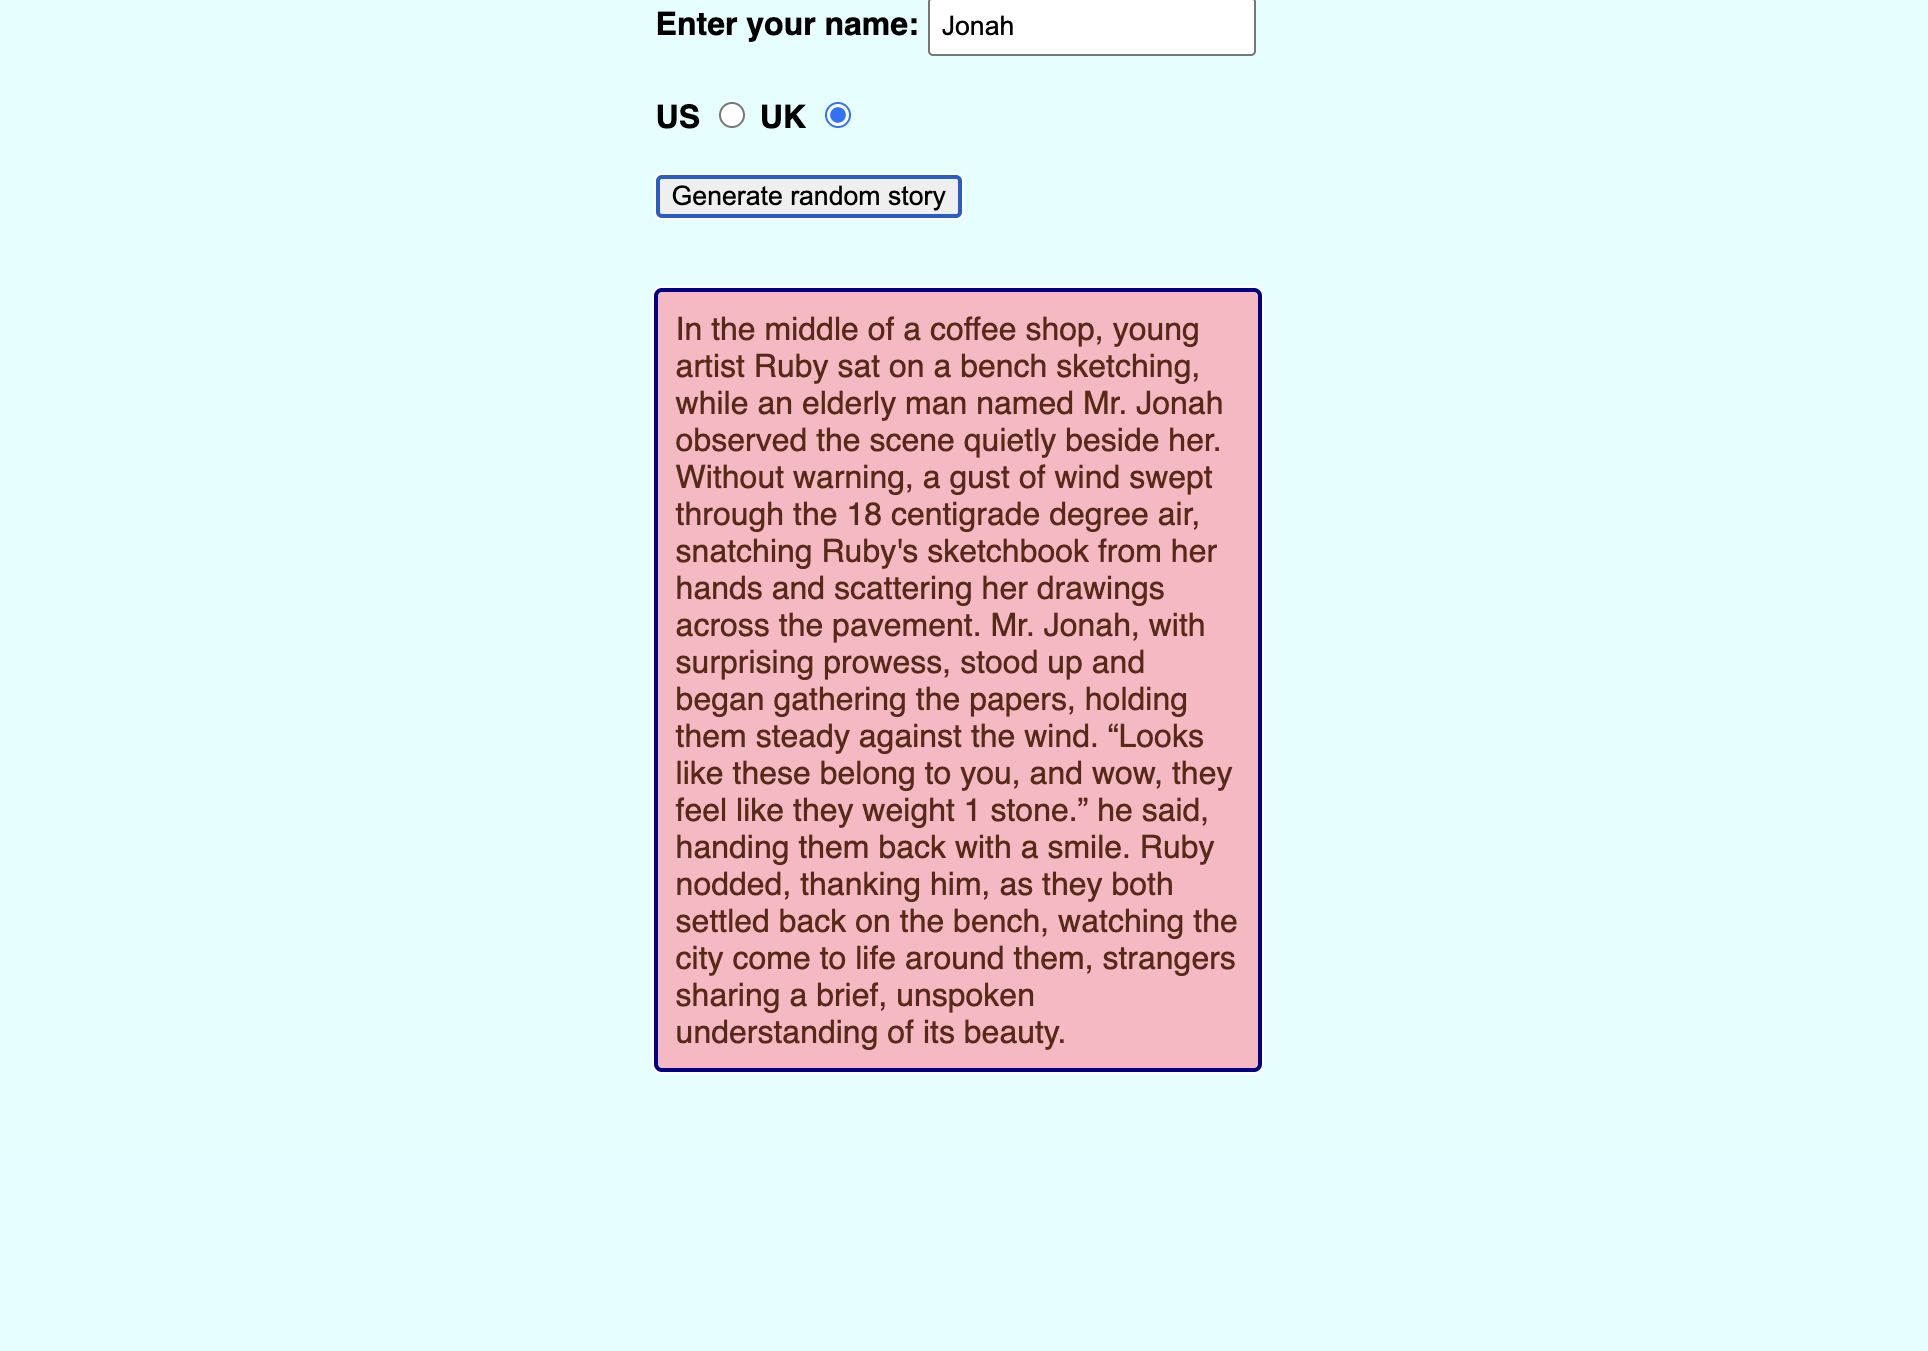 Enter your name: Jonah
US UK
Generate random story
In the middle of a coffee shop, young
artist Ruby sat on a bench sketching,
while an elderly man named Mr. Jonah
observed the scene quietly beside her.
Without warning, a gust of wind swept
through the 18 centigrade degree air,
snatching Ruby's sketchbook from her
hands and scattering her drawings
across the pavement. Mr. Jonah, with
surprising prowess, stood up and
began gathering the papers, holding
them steady against the wind. “Looks
like these belong to you, and wow, they
feel like they weight 1 stone.” he said,
handing them back with a smile. Ruby
nodded, thanking him, as they both
settled back on the bench, watching the
city come to life around them, strangers
sharing a brief, unspoken
understanding of its beauty.